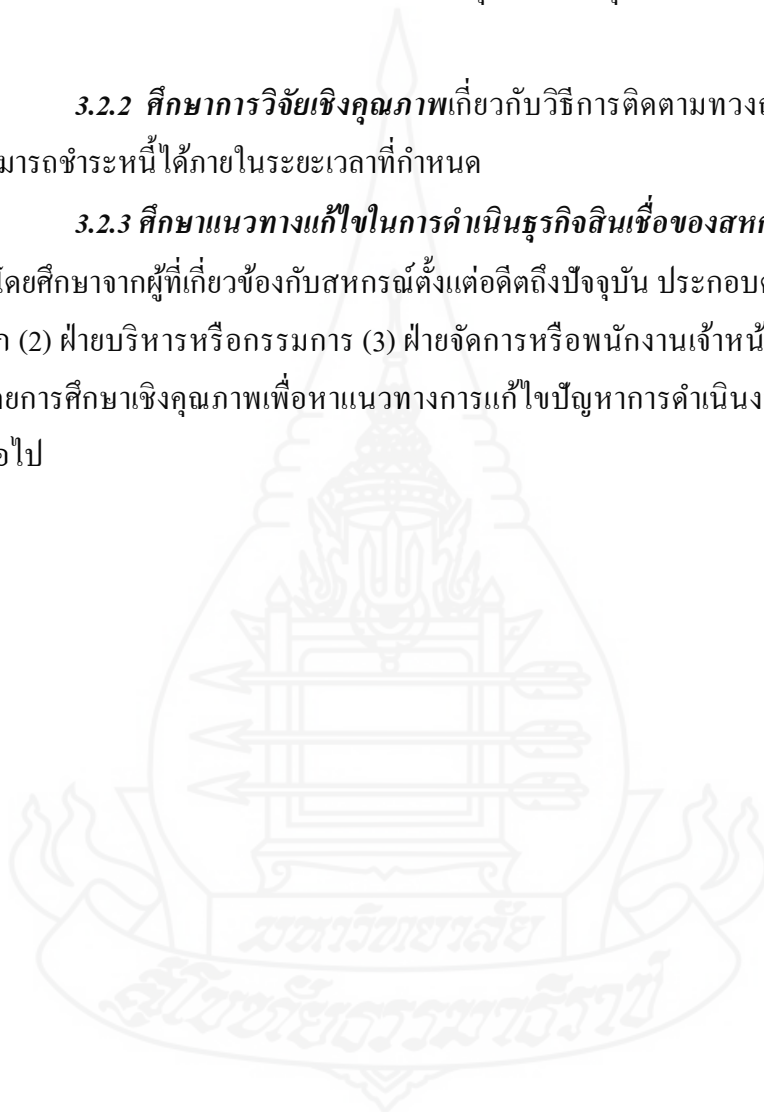 3.2.2 ศึกษาการวิจัยเชิงคุณภาพเกี่ยวกับวิธีการติดตามทวง
มารถชำระหนี้ได้ภายในระยะเวลาที่กำหนด
3.2.3 ศึกษาแนวทางแก้ไขในการดำเนินธุรกิจสินเชื่อของสหก
โดยศึกษาจากผู้ที่เกี่ยวข้องกับสหกรณ์ตั้งแต่อดีตถึงปัจจุบัน ประกอบ
(2) ฝ่ายบริหารหรือกรรมการ (3) ฝ่ายจัดการหรือพนักงานเจ้าหน้
ยการศึกษาเชิงคุณภาพเพื่อหาแนวทางการแก้ไขปัญหาการดำเนินง
อไป
มหาวิทยาลัย
สุโขทัยธรรมาธิราช